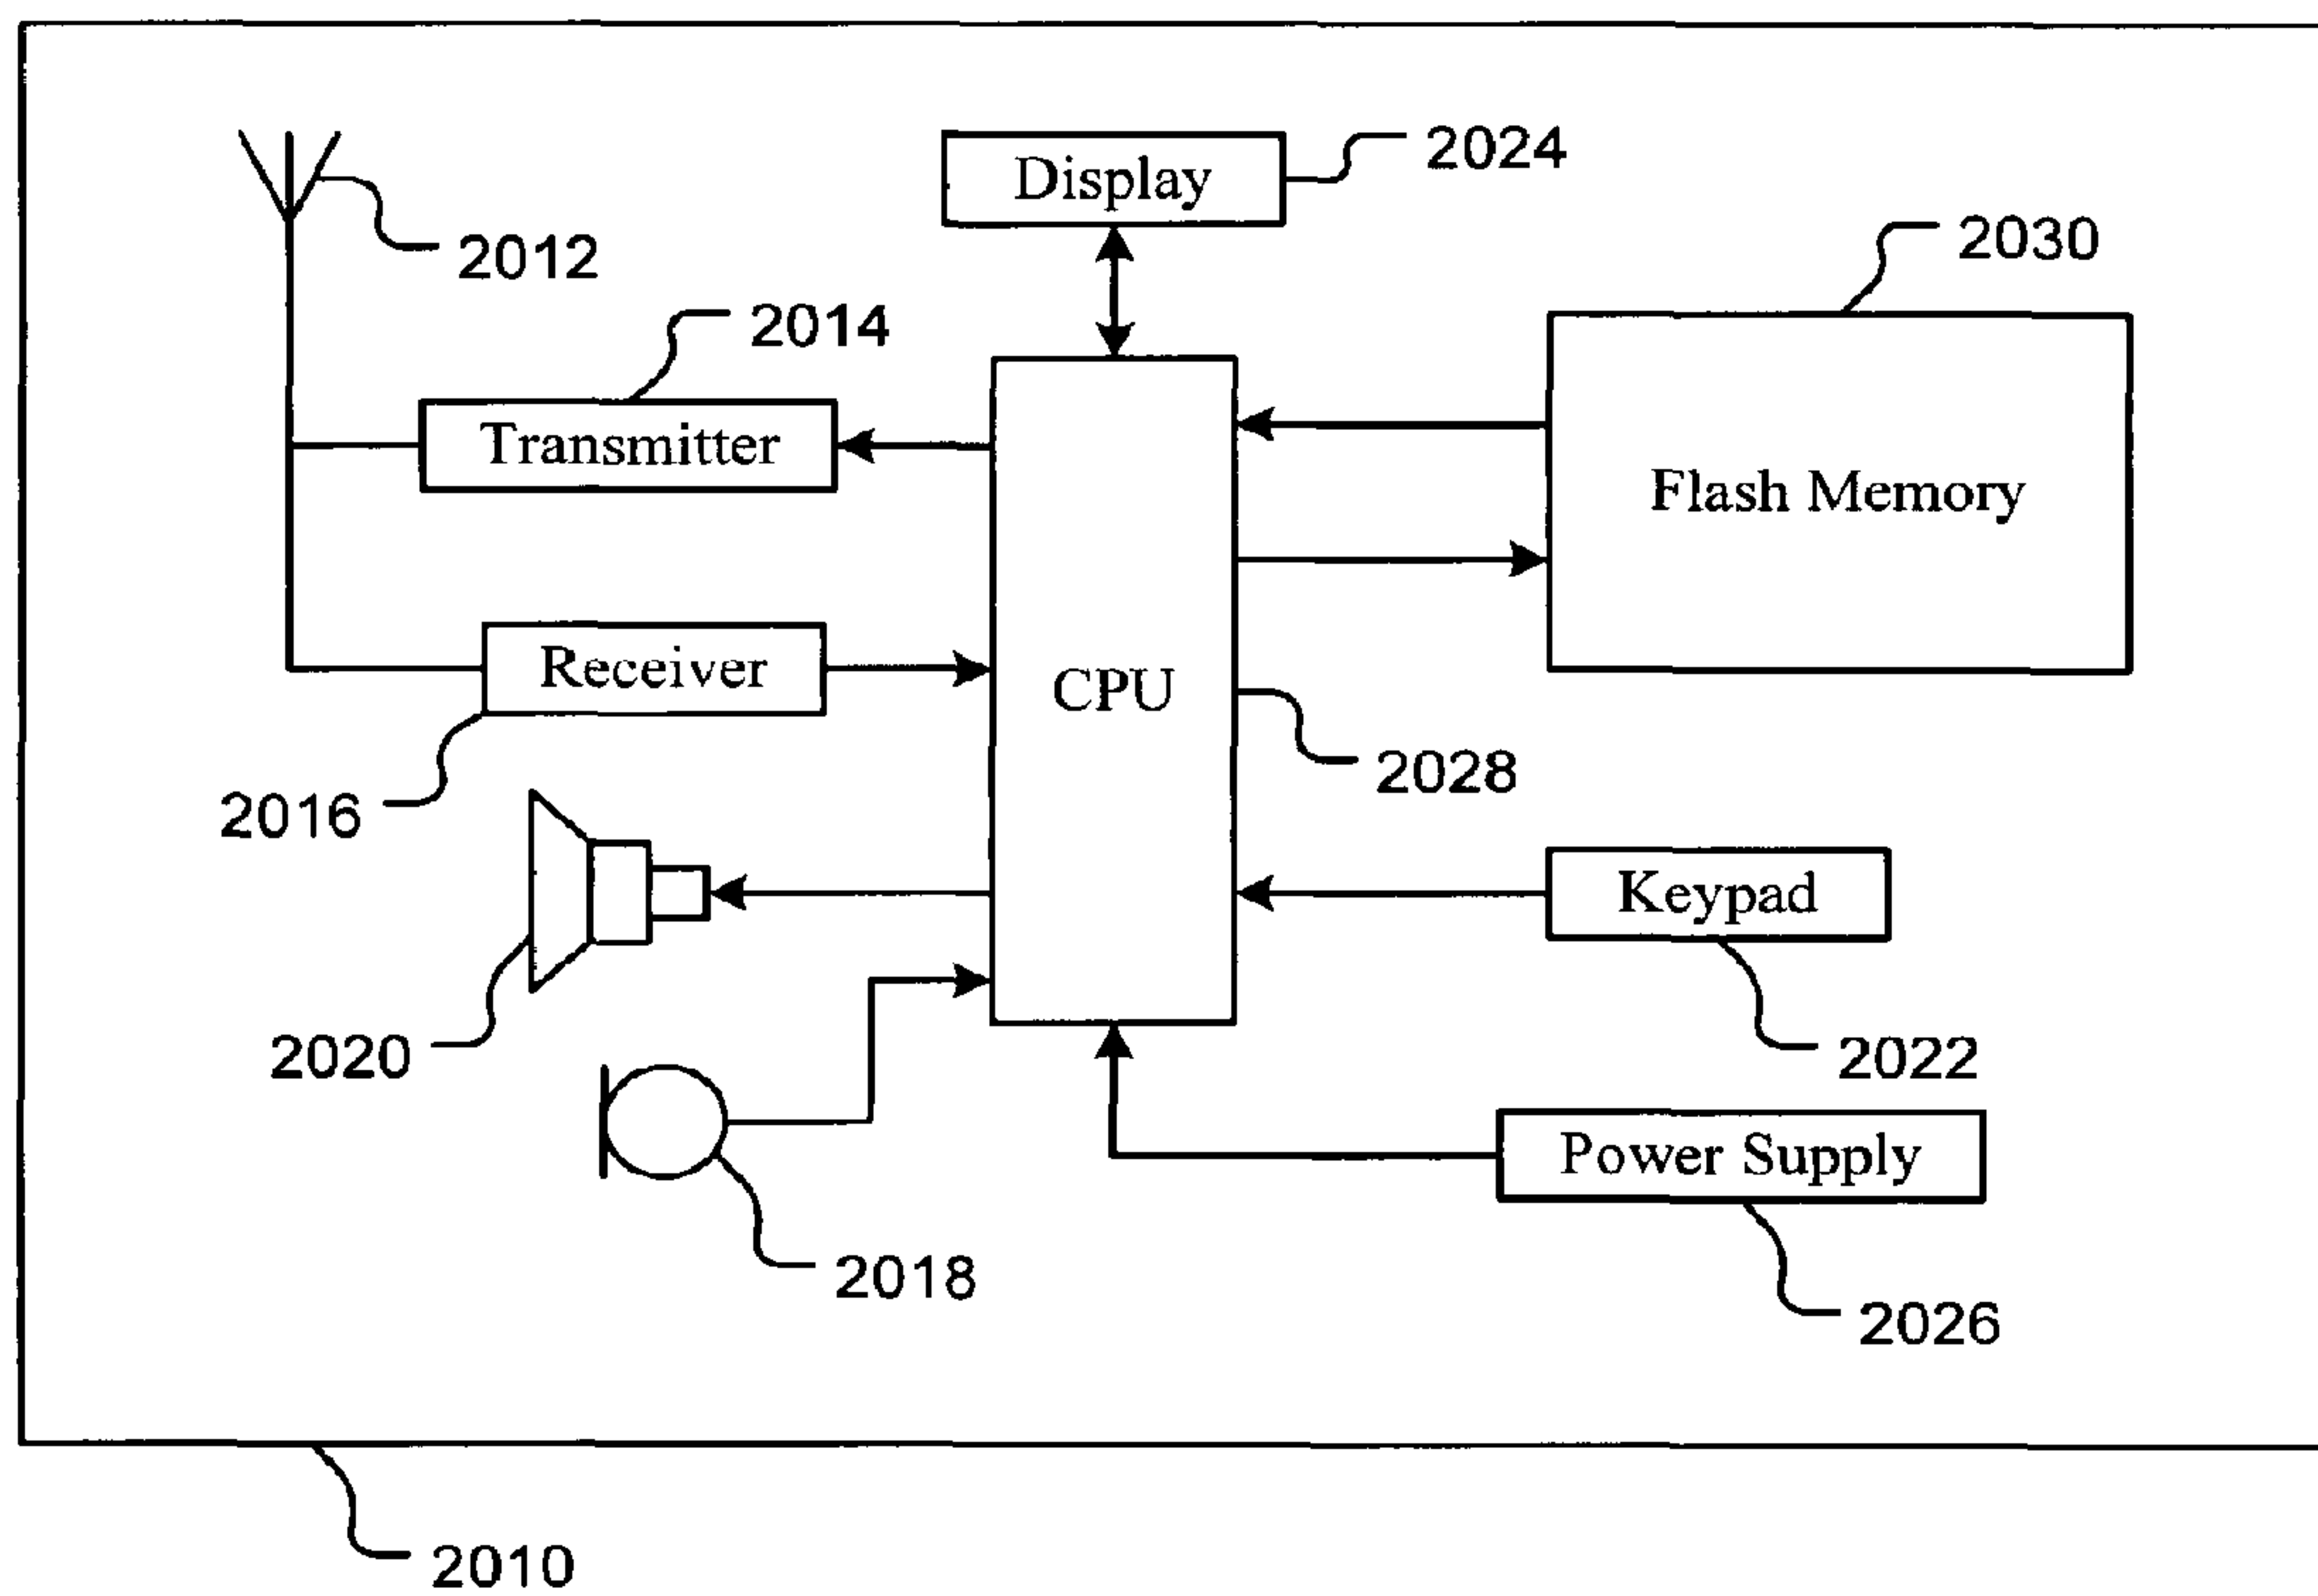 2024
Display
2030
2012
2014
Transmitter
Flash Memory
Receiver
CPU
2028
2016
Keypad
2020
2022
Power Supply
2018
2026
2010